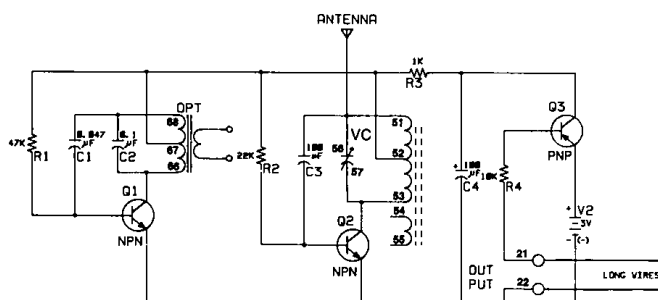 ANTENNA
1K
R3
OPT
Q3
PNP
47K
R1
0.047
µF
C1
0.1
µF
C2
68
67
66
22K
R2
100
µF
C3
VC
56
57
51
52
53
54
55
+
100
µF
C4
10K
R4
Q1
NPN
Q2
NPN
+
V2
3V
-
(-)
OUT
PUT
21
22
LONG WIRES